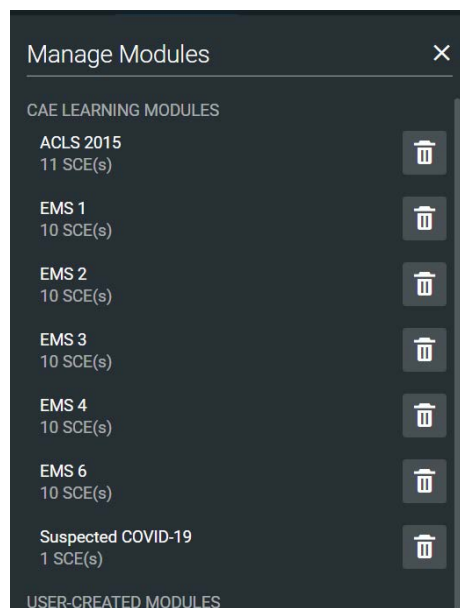 Manage Modules
CAE LEARNING MODULES
ACLS 2015
11 SCE(s)
EMS 1
10 SCE(s)
EMS 2
10 SCE(s)
EMS 3
10 SCE(s)
EMS 4
10 SCE(s)
EMS 6
10 SCE(s)
Suspected COVID-19
1 SCE(s)
USER-CREATED MODULES